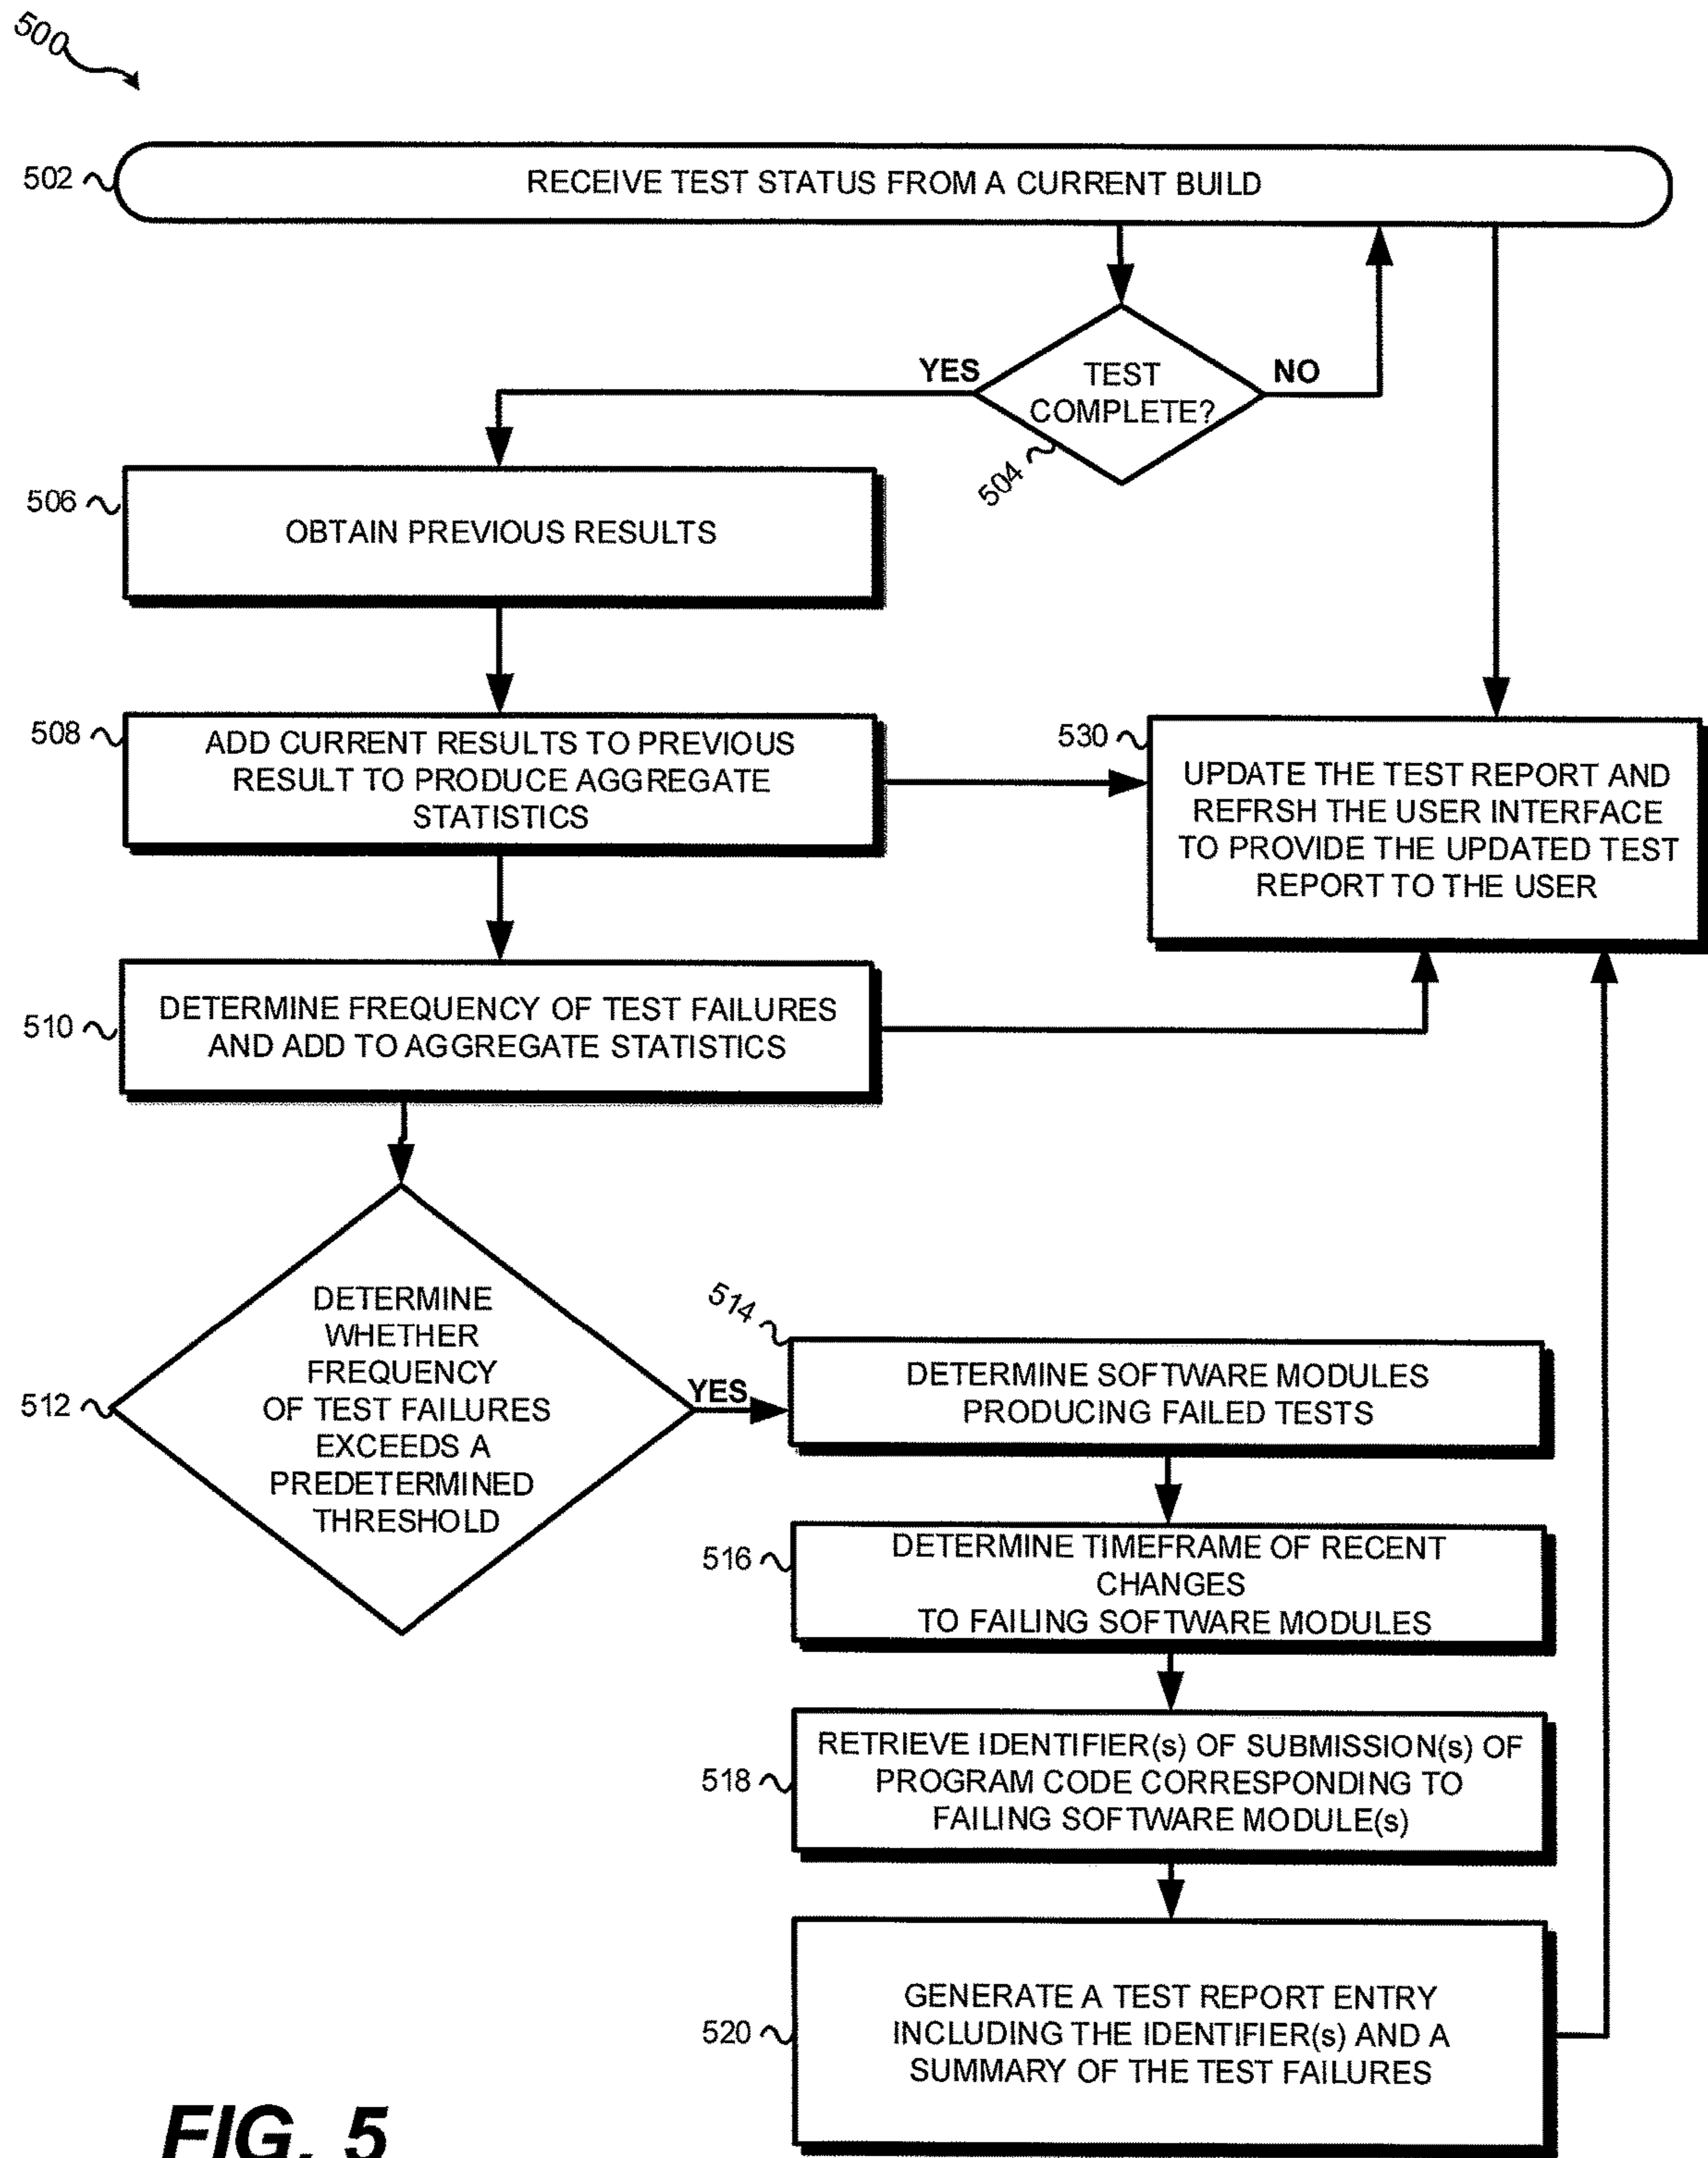 500
502
RECEIVE TEST STATUS FROM A CURRENT BUILD
YES
TEST
COMPLETE?
NO
504
506
OBTAIN PREVIOUS RESULTS
508
ADD CURRENT RESULTS TO PREVIOUS
RESULT TO PRODUCE AGGREGATE
STATISTICS
530
UPDATE THE TEST REPORT AND
REFRSH THE USER INTERFACE
TO PROVIDE THE UPDATED TEST
REPORT TO THE USER
510
DETERMINE FREQUENCY OF TEST FAILURES
AND ADD TO AGGREGATE STATISTICS
512
DETERMINE
WHETHER
FREQUENCY
OF TEST FAILURES
EXCEEDS A
PREDETERMINED
THRESHOLD
YES
514
DETERMINE SOFTWARE MODULES
PRODUCING FAILED TESTS
516
DETERMINE TIMEFRAME OF RECENT
CHANGES
TO FAILING SOFTWARE MODULES
518
RETRIEVE IDENTIFIER(s) OF SUBMISSION(s) OF
PROGRAM CODE CORRESPONDING TO
FAILING SOFTWARE MODULE(s)
520
GENERATE A TEST REPORT ENTRY
INCLUDING THE IDENTIFIER(s) AND A
SUMMARY OF THE TEST FAILURES
FIG. 5